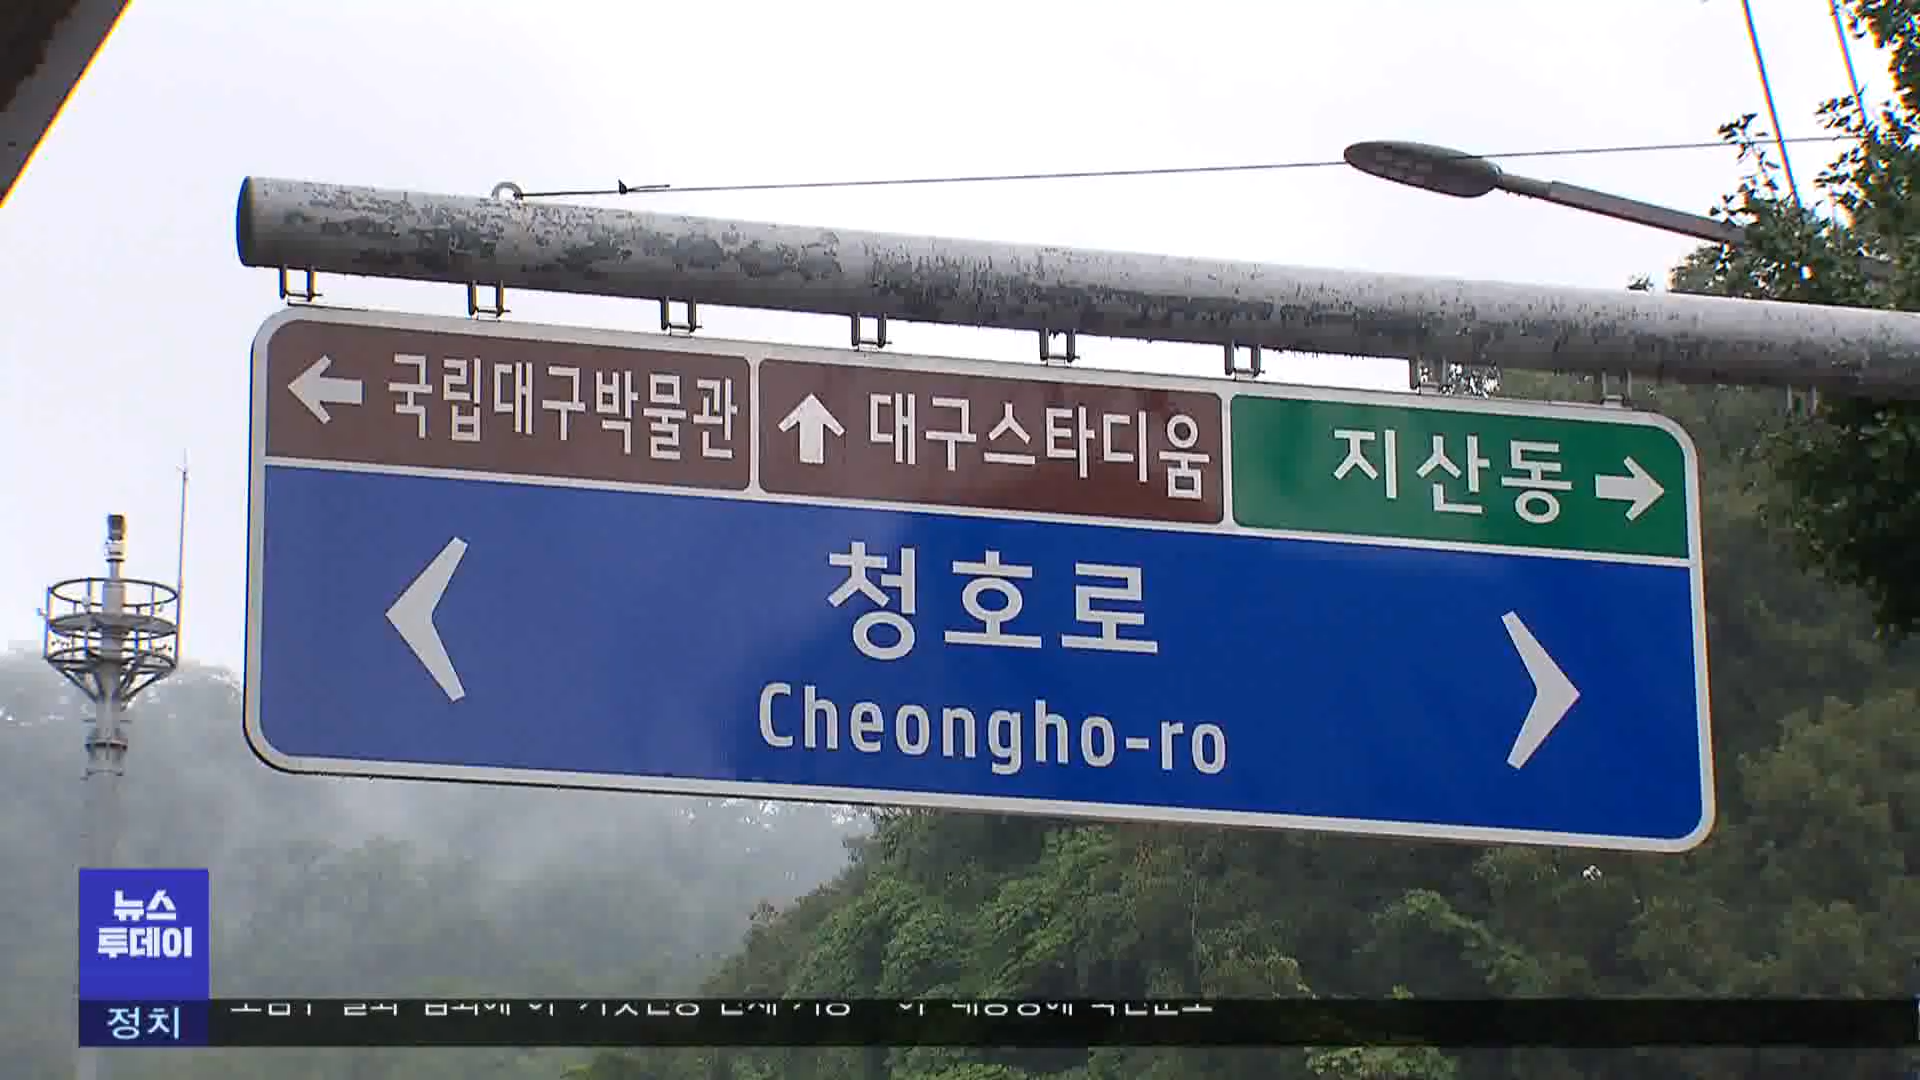 국립대구박물관
대구스타디움
지산동
청호로
Cheongho-ro
뉴스
투데이
정치